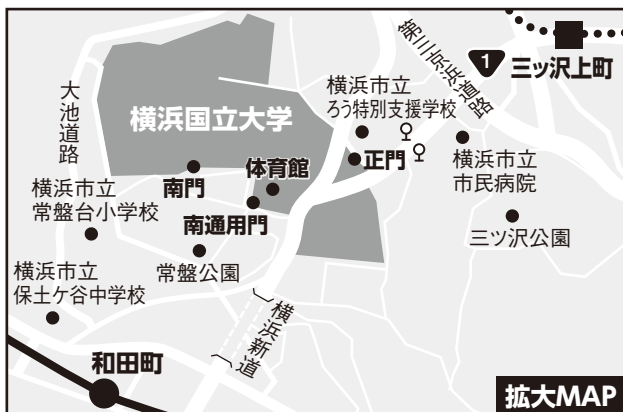 第三京浜道路
1
三ッ沢上町
横浜市立
ろう特別支援学校
大池道路
横浜国立大学
正門
横浜市立
市民病院
体育館
南門
南通用門
横浜市立
常盤台小学校
三ツ沢公園
常盤公園
横浜市立
保土ケ谷中学校
横浜新道
和田町
拡大MAP